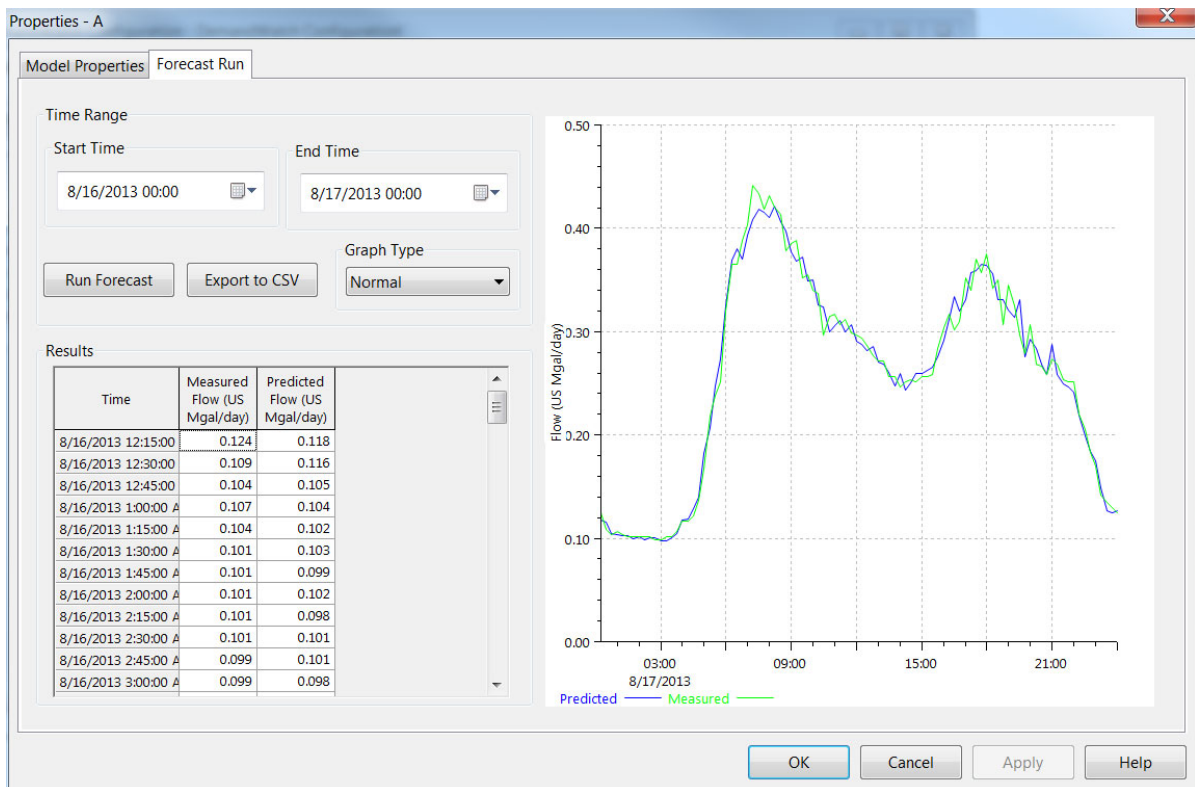 Properties - A
Model Properties Forecast Run
Time Range
Start Time
End Time
8/16/2013 00:00
8/17/2013 00:00
Graph Type
Run Forecast
Export to CSV
Normal
Results
Time
Measured Flow (US Mgal/day)
Predicted Flow (US Mgal/day)
8/16/2013 12:15:00 0.124 0.118
8/16/2013 12:30:00 0.109 0.116
8/16/2013 12:45:00 0.104 0.105
8/16/2013 1:00:00 A 0.107 0.104
8/16/2013 1:15:00 A 0.104 0.102
8/16/2013 1:30:00 A 0.101 0.103
8/16/2013 1:45:00 A 0.101 0.099
8/16/2013 2:00:00 A 0.101 0.102
8/16/2013 2:15:00 A 0.101 0.098
8/16/2013 2:30:00 A 0.101 0.101
8/16/2013 2:45:00 A 0.099 0.101
8/16/2013 3:00:00 A 0.099 0.098
Flow (US Mgal/day)
0.50
0.40
0.30
0.20
0.10
0.00
03:00 09:00 15:00 21:00
8/17/2013
Predicted Measured
OK Cancel Apply Help